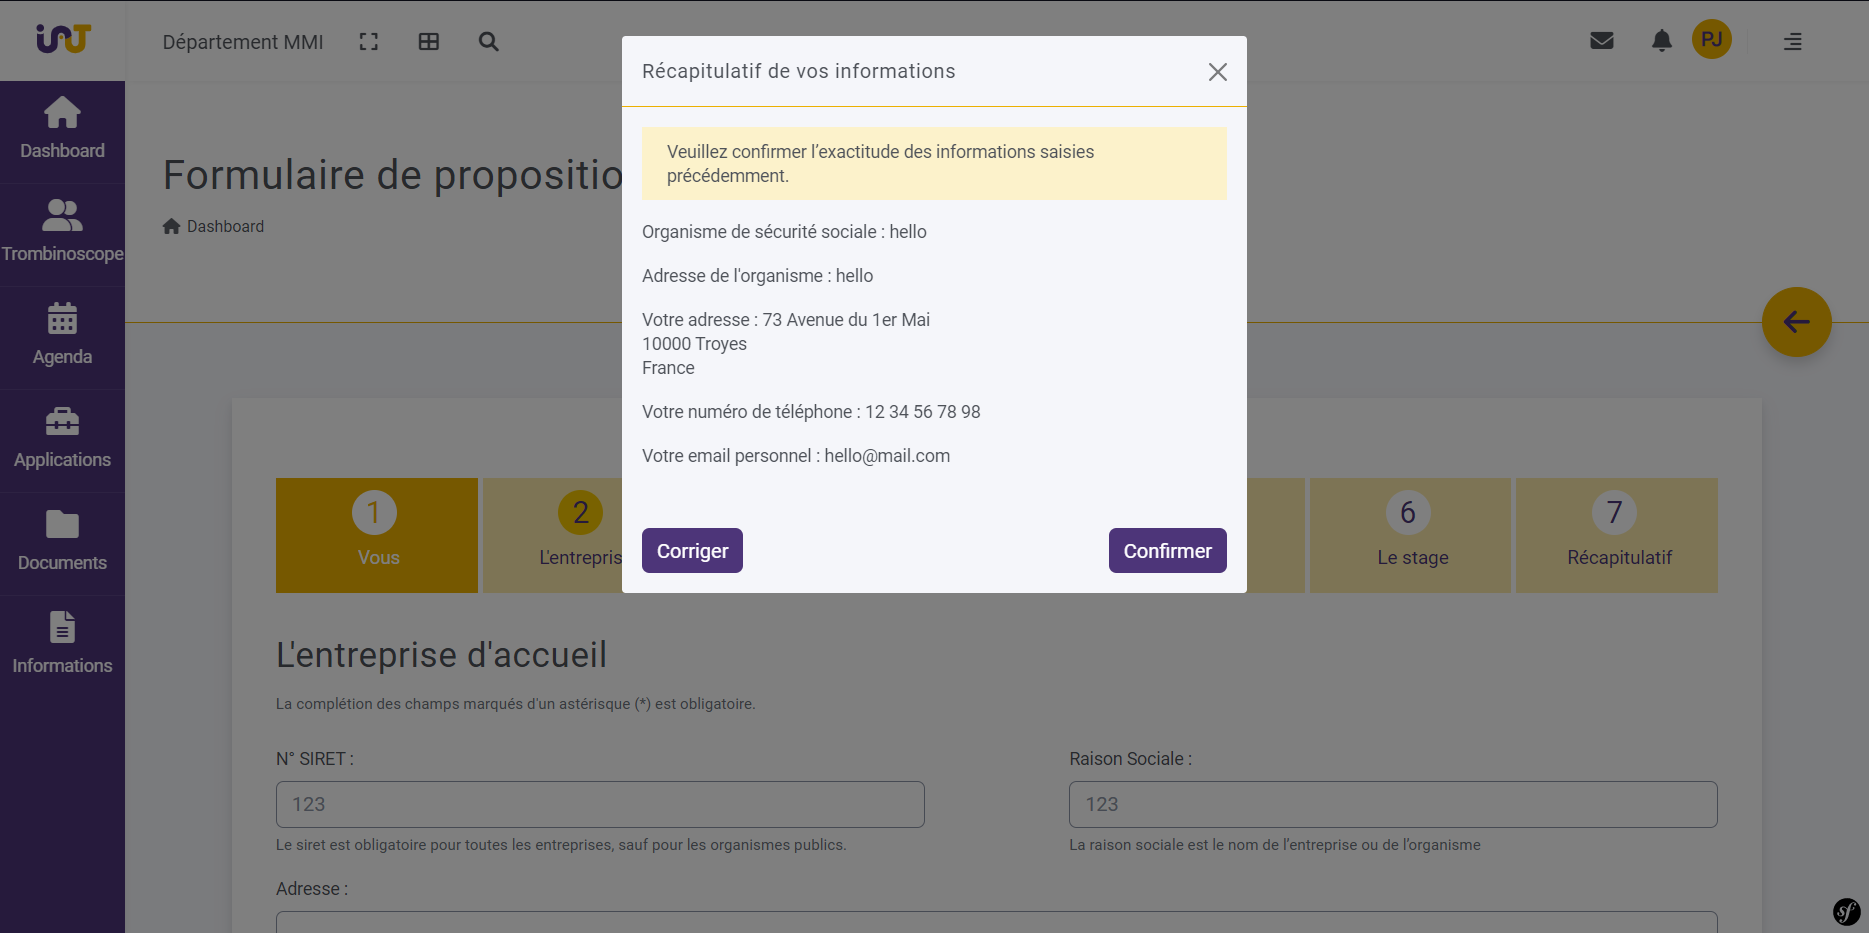 iUT
Département MMI
PJ
Récapitulatif de vos informations
Veuillez confirmer l’exactitude des informations saisies
précédemment.
Organisme de sécurité sociale : hello
Adresse de l'organisme : hello
Votre adresse : 73 Avenue du 1er Mai
10000 Troyes
France
Votre numéro de téléphone : 12 34 56 78 98
Votre email personnel : hello@mail.com
Corriger
Confirmer
Dashboard
Trombinoscope
Agenda
Applications
Documents
Informations
Formulaire de propositio
Dashboard
1
Vous
2
L'entrepris
6
Le stage
7
Récapitulatif
L'entreprise d'accueil
La complétion des champs marqués d'un astérisque (*) est obligatoire.
N° SIRET :
123
Le siret est obligatoire pour toutes les entreprises, sauf pour les organismes publics.
Raison Sociale :
123
La raison sociale est le nom de l’entreprise ou de l’organisme
Adresse :
sf